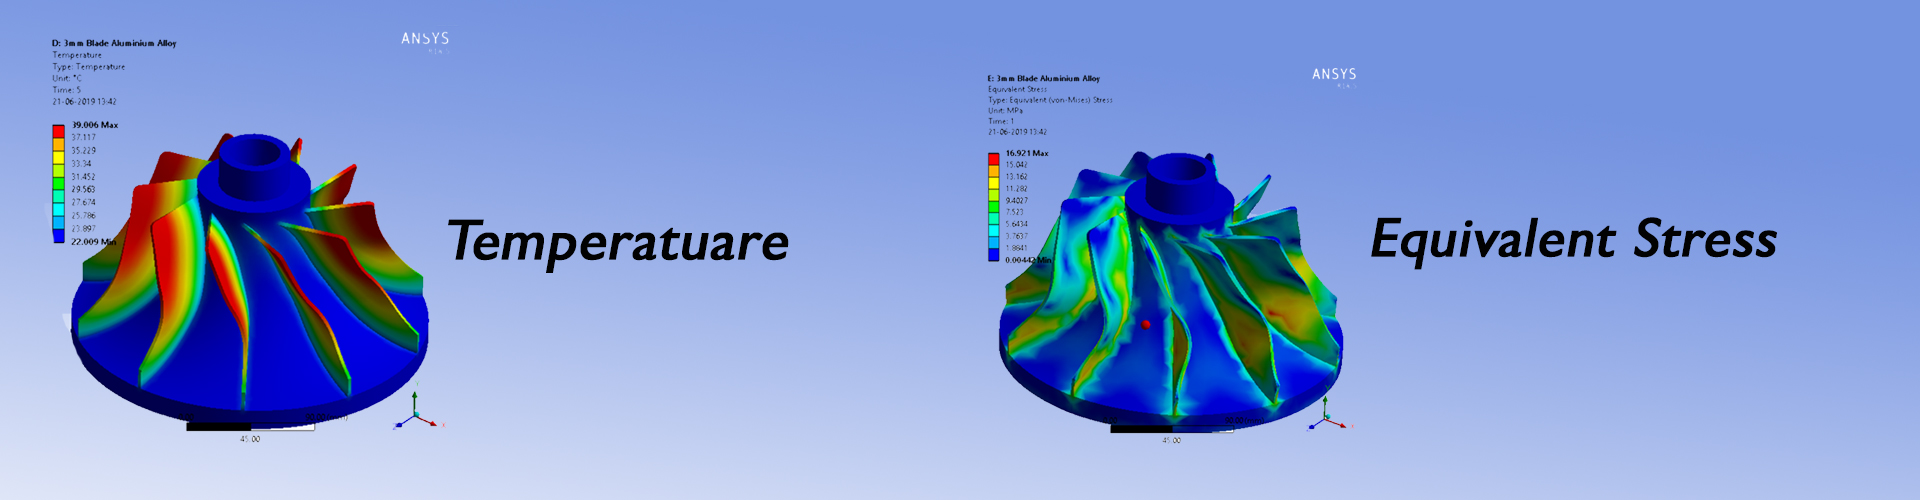 ANSYS
D: 3mm Blade Aluminium Alloy
Temperature
Type: Temperature
Unit: °C
Time: 5
21-06-2019 13:42
39.006 Max
37.117
35.229
33.34
31.452
29.563
27.674
25.786
23.897
22.009 Min
45.00
Temperatuare
ANSYS
E: 3mm Blade Aluminium Alloy
Equivalent Stress
Type: Equivalent (von-Mises) Stress
Unit: MPa
Time: 1
21-06-2019 13:42
16.921 Max
15.042
13.162
11.282
9.4027
7.523
5.6434
3.7637
1.8841
0.00442 Min
45.00
Equivalent Stress